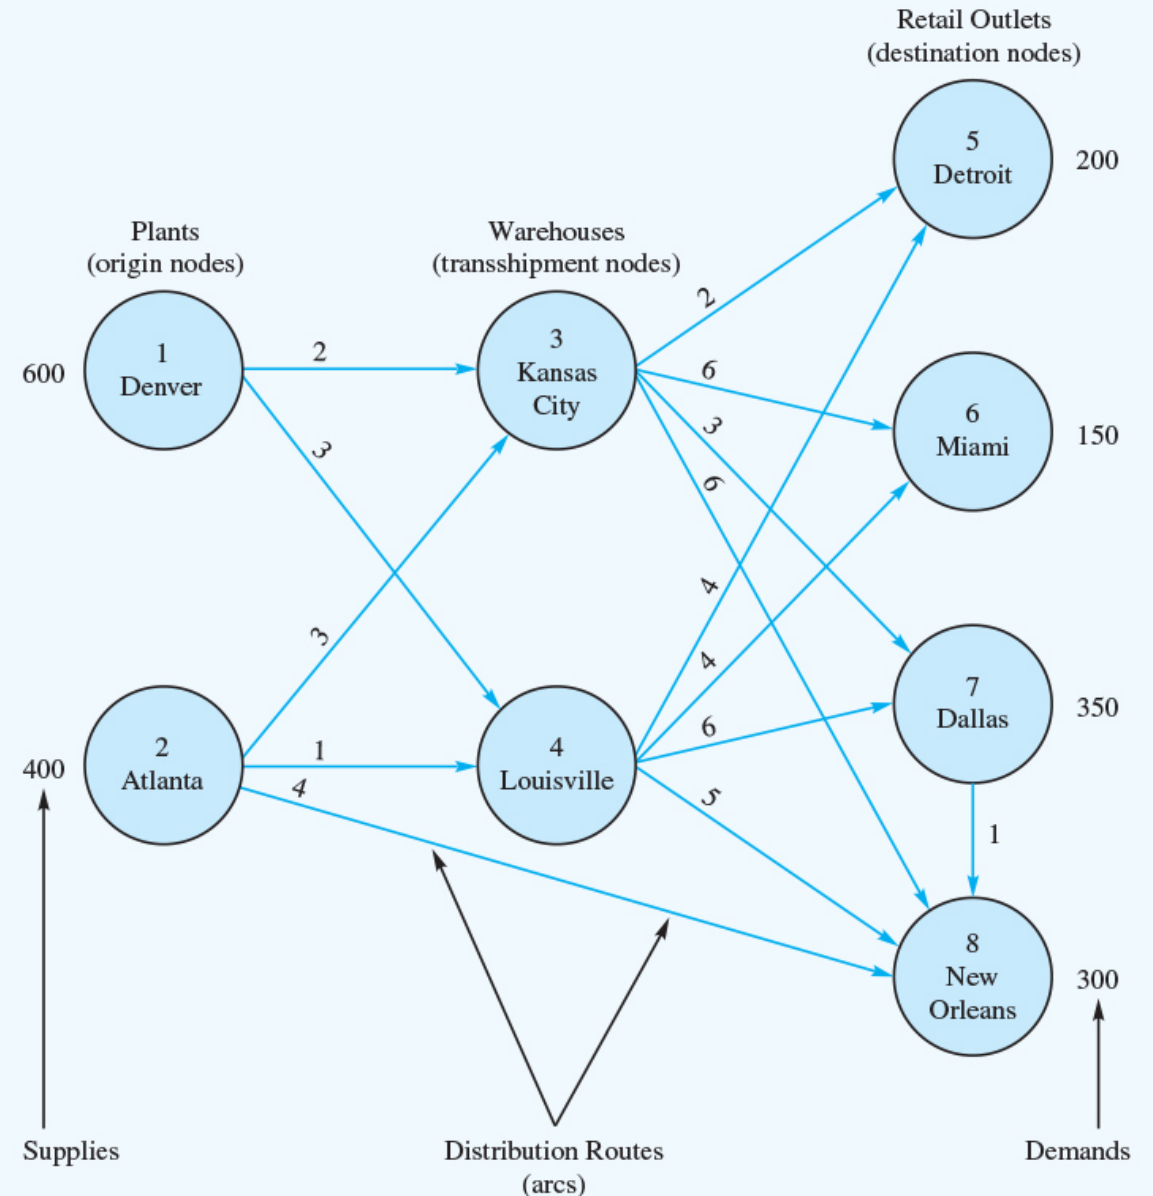 Retail Outlets
(destination nodes)
5
Detroit
200
Plants
(origin nodes)
Warehouses
(transshipment nodes)
600
1
Denver
2
3
3
Kansas
City
2
6
3
6
6
Miami
150
3
4
4
6
5
7
Dallas
350
400
2
Atlanta
1
4
4
Louisville
1
8
New
Orleans
300
Supplies
Distribution Routes
(arcs)
Demands